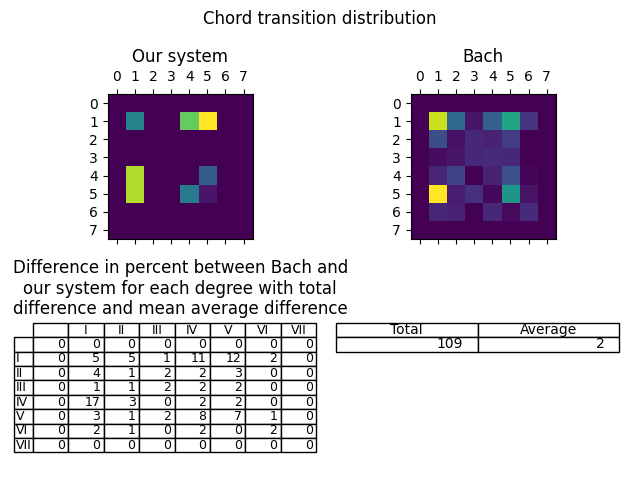 Chord transition distribution
Our system
Bach
0 1 2 3 4 5 6 7
0 1 2 3 4 5 6 7
0
1
2
3
4
5
6
7
0
1
2
3
4
5
6
7
Difference in percent between Bach and
our system for each degree with total
difference and mean average difference
I II III IV V VI VII
0 0 0 0 0 0 0 0
I 0 5 5 1 11 12 2 0
II 0 4 1 2 2 3 0 0
III 0 1 1 2 2 2 0 0
IV 0 17 3 0 2 2 0 0
V 0 3 1 2 8 7 1 0
VI 0 2 1 0 2 0 2 0
VII 0 0 0 0 0 0 0 0
Total Average
109 2